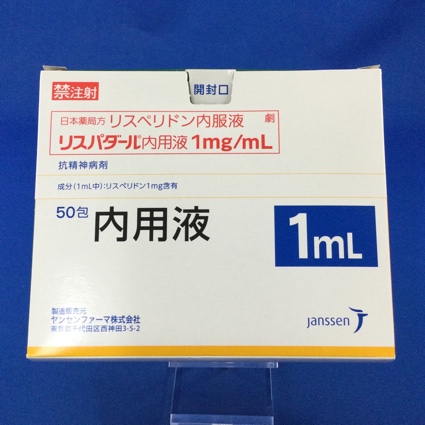 禁注射
開封口
日本薬局方 リスペリドン内服液 劇
リスパダール内用液 1mg/mL
抗精神病剤
成分(1mL中):リスペリドン1mg含有
50包 内用液
1mL
製造販売元
ヤンセンファーマ株式会社
東京都千代田区西神田3-5-2
janssen